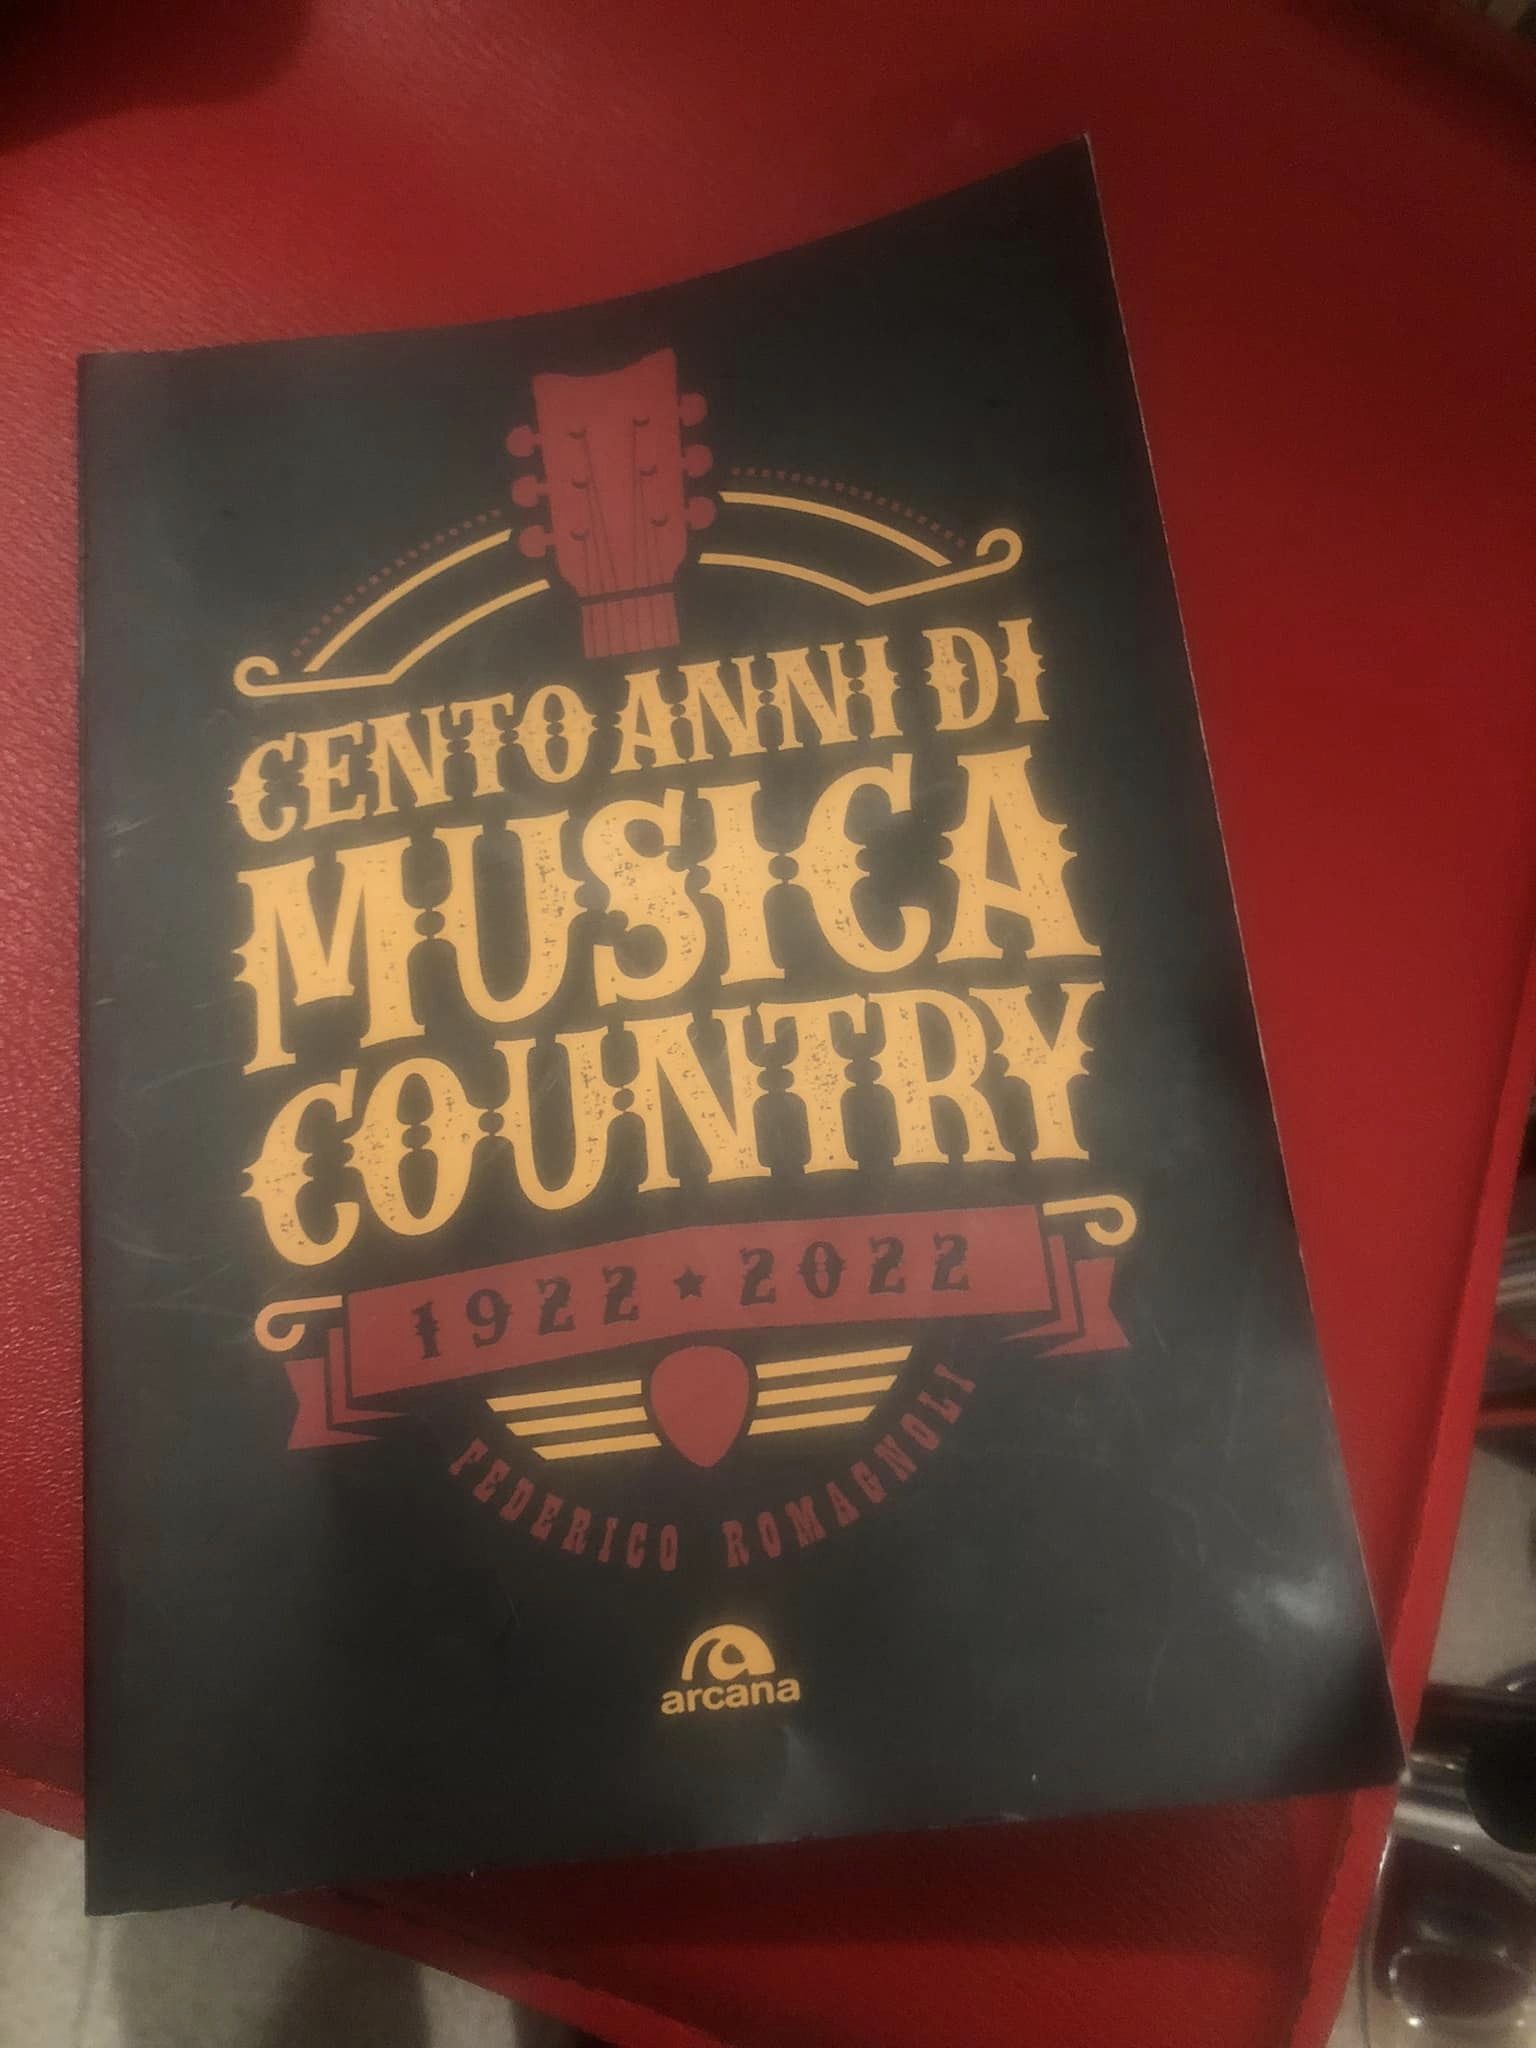 CENTO ANNI DI
MUSICA
COUNTRY
1922 ★ 2022
FEDERICO ROMAGNOLI
arcana